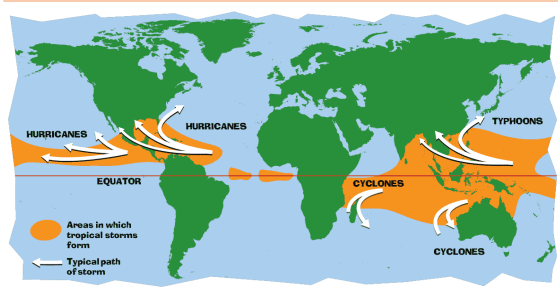 HURRICANES
HURRICANES
TYPHOONS
EQUATOR
CYCLONES
CYCLONES
Areas in which
tropical storms
form
Typical path
of storm